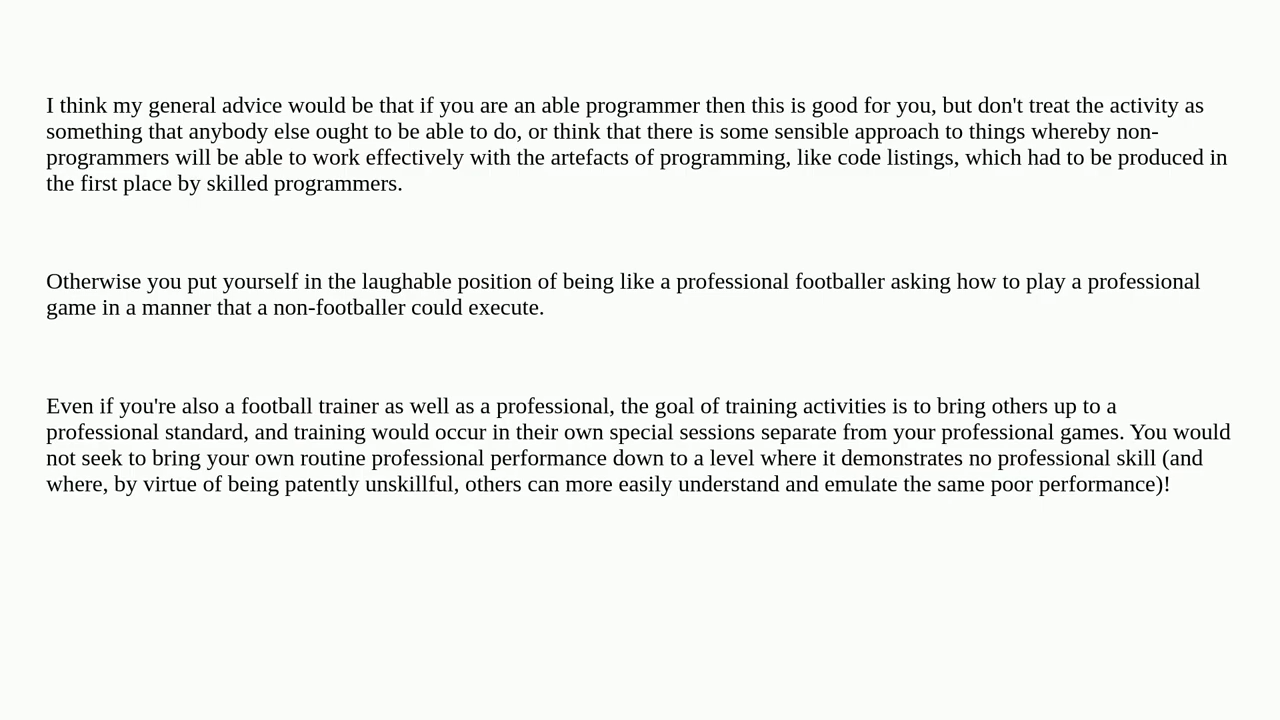 I think my general advice would be that if you are an able programmer then this is good for you, but don't treat the activity as
something that anybody else ought to be able to do, or think that there is some sensible approach to things whereby non-
programmers will be able to work effectively with the artefacts of programming, like code listings, which had to be produced in
the first place by skilled programmers.
Otherwise you put yourself in the laughable position of being like a professional footballer asking how to play a professional
game in a manner that a non-footballer could execute.
Even if you're also a football trainer as well as a professional, the goal of training activities is to bring others up to a
professional standard, and training would occur in their own special sessions separate from your professional games. You would
not seek to bring your own routine professional performance down to a level where it demonstrates no professional skill (and
where, by virtue of being patently unskillful, others can more easily understand and emulate the same poor performance)!